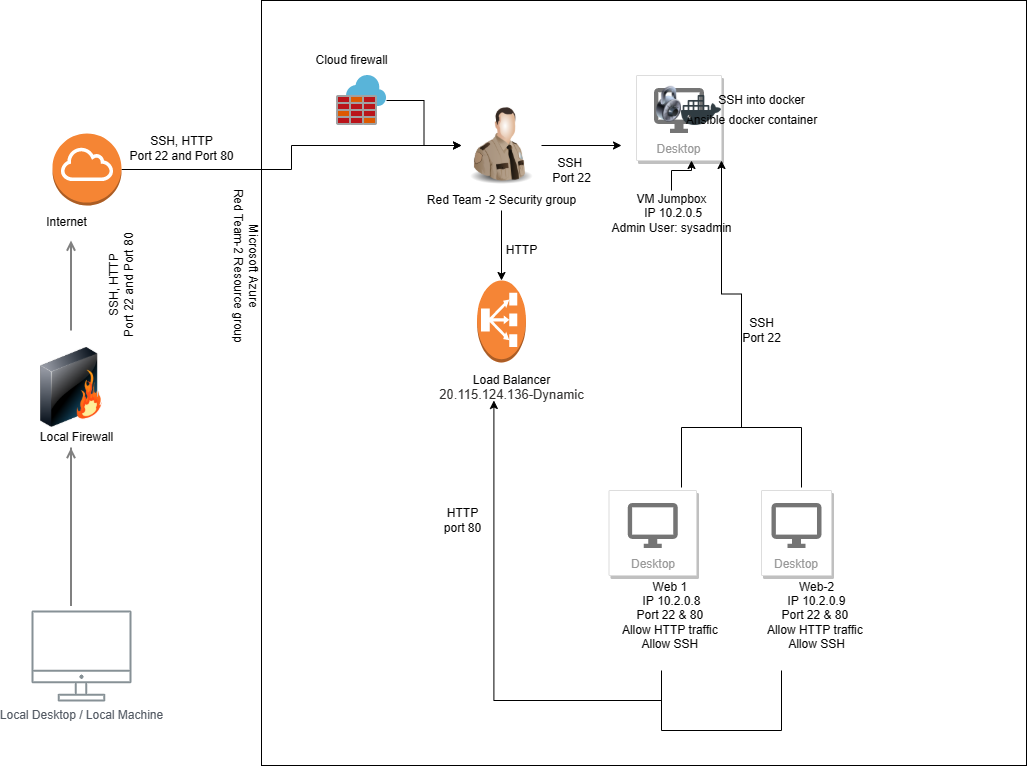 Cloud firewall
SSH into docker
Ansible docker container
Desktop
SSH, HTTP
Port 22 and Port 80
SSH
Port 22
VM Jumpbox
IP 10.2.0.5
Admin User: sysadmin
Red Team -2 Security group
Internet
SSH, HTTP
Port 22 and Port 80
Microsoft Azure
Red Team-2 Resource group
HTTP
SSH
Port 22
Load Balancer
20.115.124.136-Dynamic
Local Firewall
HTTP
port 80
Desktop
Web 1
IP 10.2.0.8
Port 22 & 80
Allow HTTP traffic
Allow SSH
Desktop
Web-2
IP 10.2.0.9
Port 22 & 80
Allow HTTP traffic
Allow SSH
Local Desktop / Local Machine